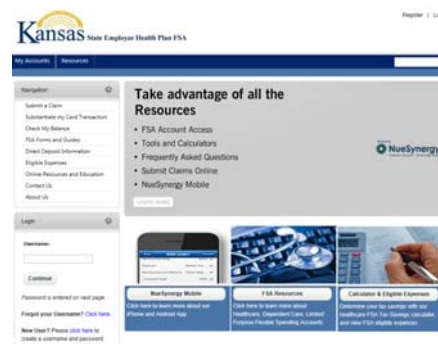 Register | L
Kansas State Employee Health Plan FSA
My Accounts Resources
Navigation
Submit a Claim
Substantiate my Card Transaction
Check My Balance
FSA Forms and Guides
Direct Deposit Information
Eligible Expenses
Online Resources and Education
Contact Us
About Us
Login
Username:
Continue
Password is entered on next page.
Forgot your Username? Click here.
New User? Please click here to
create a username and password
Take advantage of all the
Resources
• FSA Account Access
• Tools and Calculators
• Frequently Asked Questions
• Submit Claims Online
• NueSynergy Mobile
LEARN MORE
NueSynergy
NueSynergy Mobile
Click here to learn more about our
iPhone and Android App
FSA Resources
Click here to learn more about
Healthcare, Dependent Care, Limited
Purpose Flexible Spending Accounts
Calculator & Eligible Expenses
Determine your tax savings with our
Healthcare FSA Tax Savings calculator,
and view FSA eligible expenses